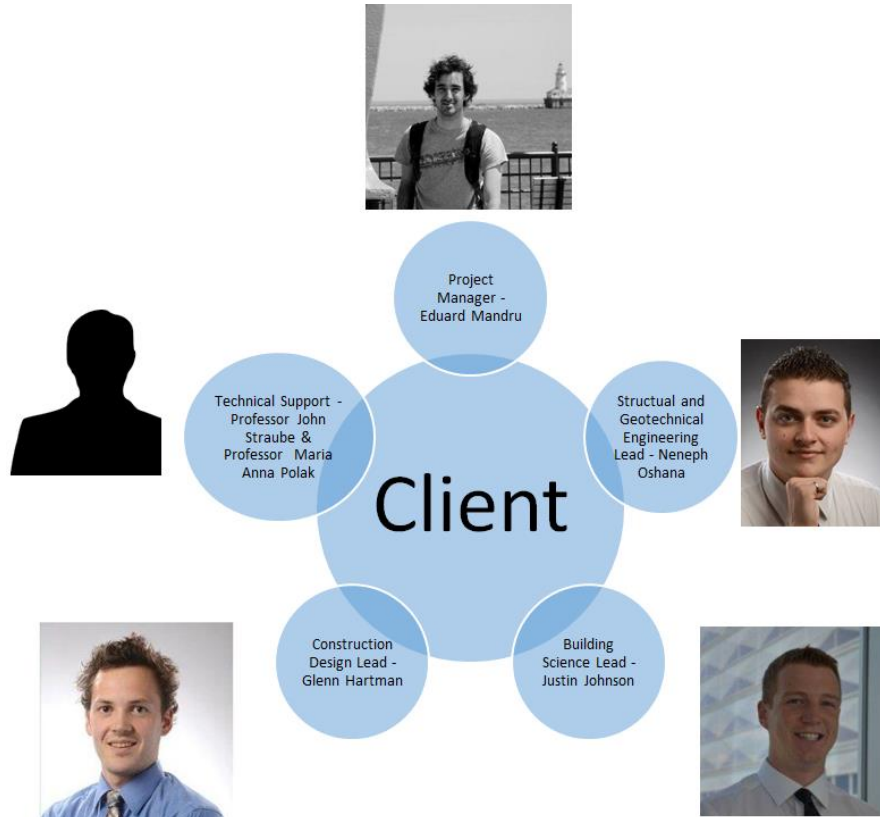 Project
Manager -
Eduard Mandru
Technical Support -
Professor John
Straube &
Professor Maria
Anna Polak
Structual and
Geotechnical
Engineering
Lead - Neneph
Oshana
Client
Construction
Design Lead -
Glenn Hartman
Building
Science Lead -
Justin Johnson